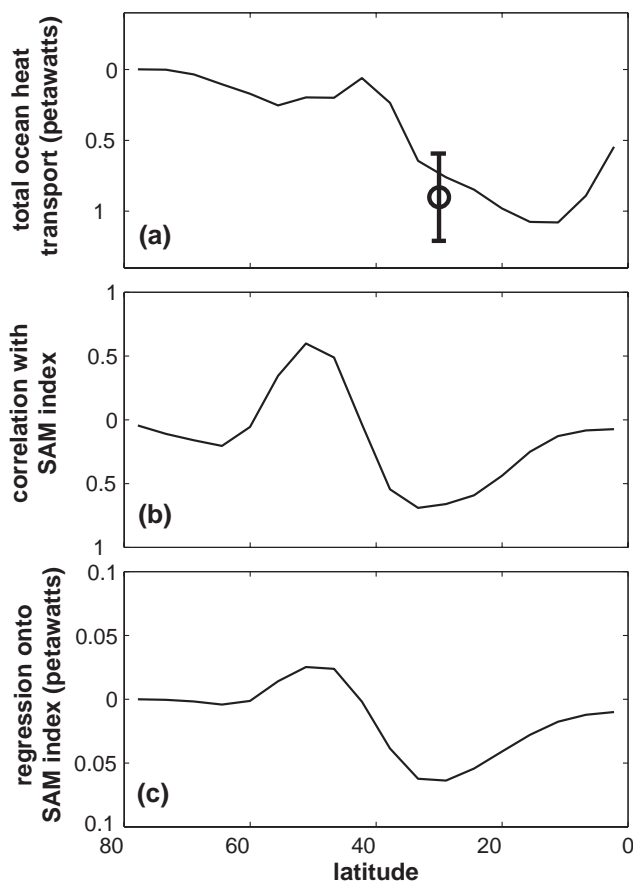 total ocean heat
transport (petawatts)
0
0.5
1
(a)
correlation with
SAM index
1
0.5
0
0.5
1
(b)
regression onto
SAM index (petawatts)
0.1
0.05
0
0.05
0.1
(c)
80 60 40 20 0
latitude